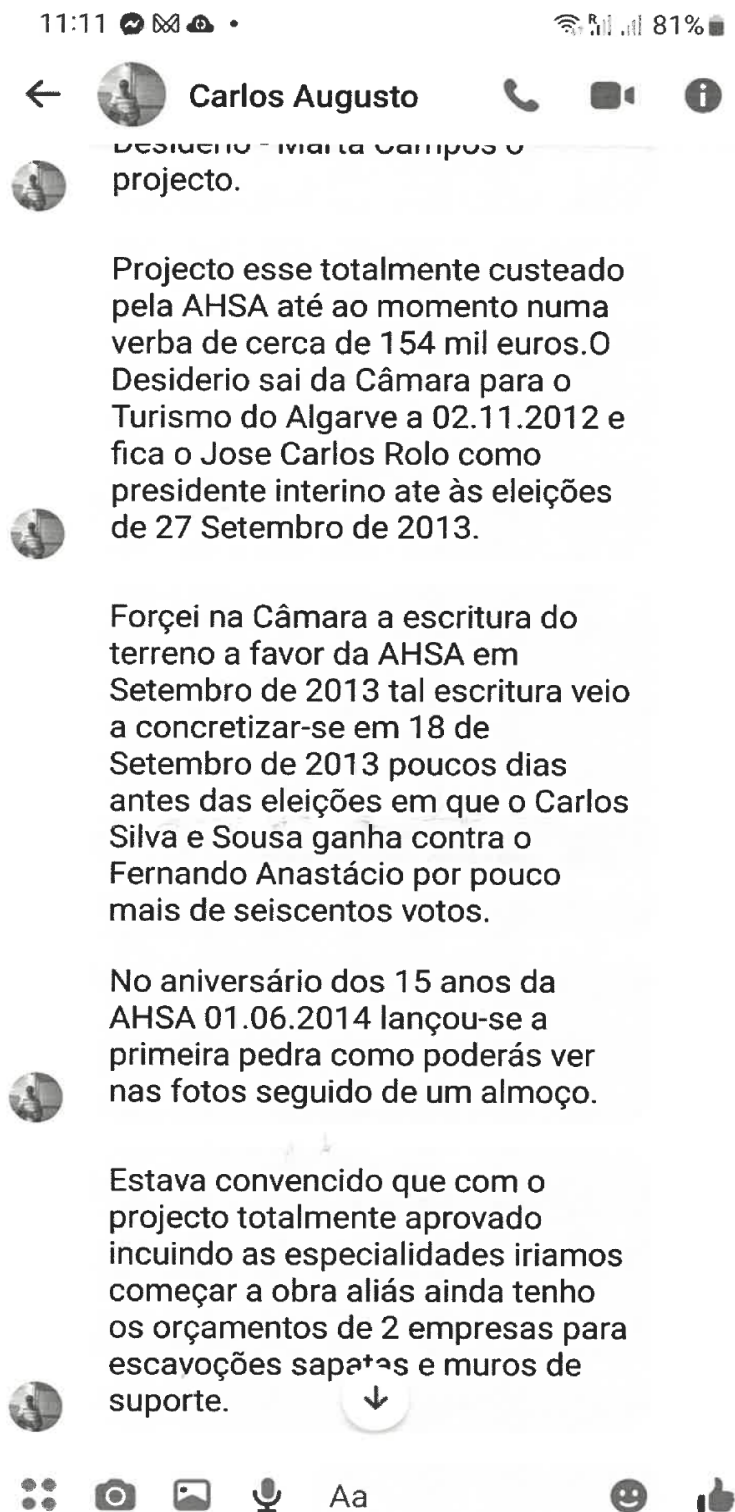 11:11
81%
Carlos Augusto
projecto.
Projecto esse totalmente custeado
pela AHSA até ao momento numa
verba de cerca de 154 mil euros.O
Desiderio sai da Câmara para o
Turismo do Algarve a 02.11.2012 e
fica o Jose Carlos Rolo como
presidente interino ate às eleições
de 27 Setembro de 2013.
Forçei na Câmara a escritura do
terreno a favor da AHSA em
Setembro de 2013 tal escritura veio
a concretizar-se em 18 de
Setembro de 2013 poucos dias
antes das eleições em que o Carlos
Silva e Sousa ganha contra o
Fernando Anastácio por pouco
mais de seiscentos votos.
No aniversário dos 15 anos da
AHSA 01.06.2014 lançou-se a
primeira pedra como poderás ver
nas fotos seguido de um almoço.
Estava convencido que com o
projecto totalmente aprovado
incuindo as especialidades iriamos
começar a obra aliás ainda tenho
os orçamentos de 2 empresas para
escavoções sapatas e muros de
suporte.
Aa